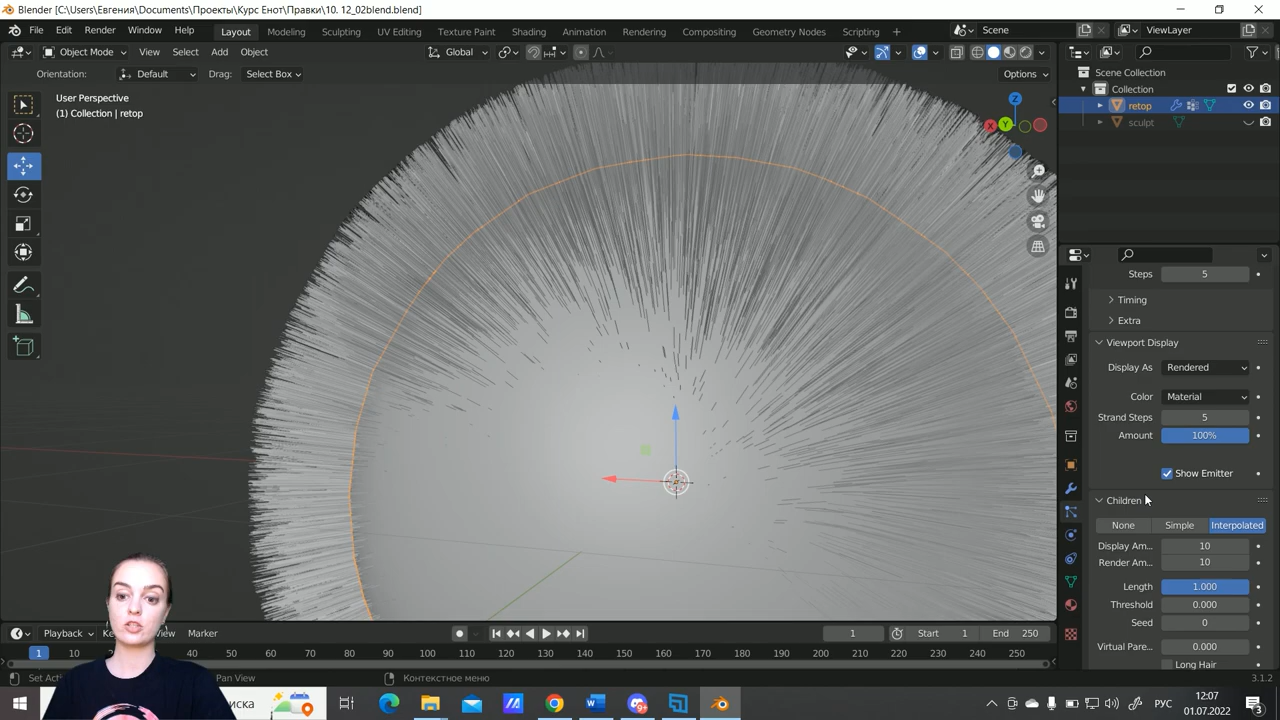 Blender [C:\Users\Евгения\Documents\Проекты\Курс Енот\Правки\10. 12_02blend.blend]
File Edit Render Window Help Layout Modeling Sculpting UV Editing Texture Paint Shading Animation Rendering Compositing Geometry Nodes Scripting Scene ViewLayer
Object Mode View Select Add Object Global
Orientation: Default Drag: Select Box Options
User Perspective
(1) Collection | retop
Scene Collection
Collection
retop
sculpt
Z
Y
X
Steps 5
Timing
Extra
Viewport Display
Display As Rendered
Color Material
Strand Steps 5
Amount 100%
Show Emitter
Children
None Simple Interpolated
Display Am... 10
Render Am... 10
Length 1.000
Threshold 0.000
Seed 0
Virtual Pare... 0.000
Long Hair
Playback Ke View Marker 1 Start 1 End 250
1 10 40 50 60 70 80 90 100 110 120 130 140 150 160 170 180 190 200 210 220 230 240 250
Set Ac Pan View Контекстное меню 3.1.2
иска
РУС
12:07
01.07.2022
3